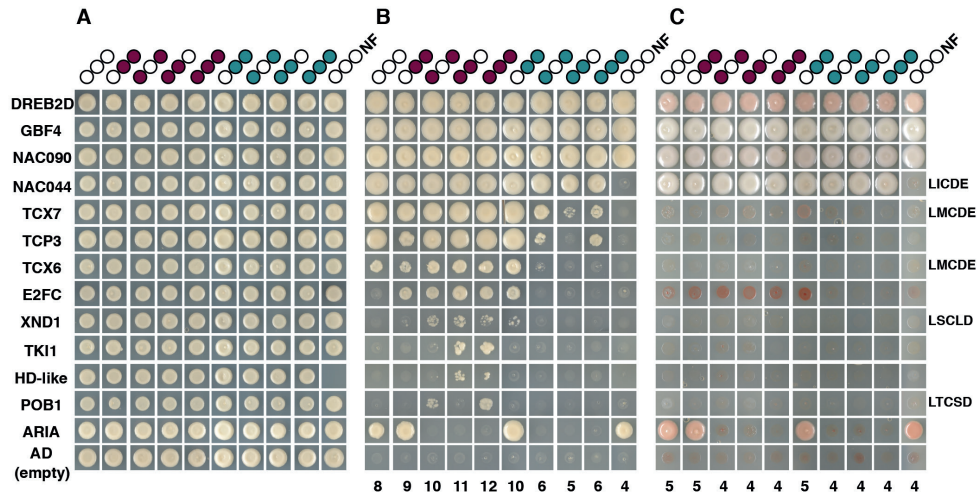 A B C
NF NF NF
DREB2D
GBF4
NAC090
NAC044 LICDE
TCX7 LMCDE
TCP3
TCX6 LMCDE
E2FC
XND1 LSCLD
TKI1
HD-like
POB1 LTCSD
ARIA
AD
(empty)
8 9 10 11 12 10 6 5 6 4 5 5 4 4 4 5 4 4 4 4